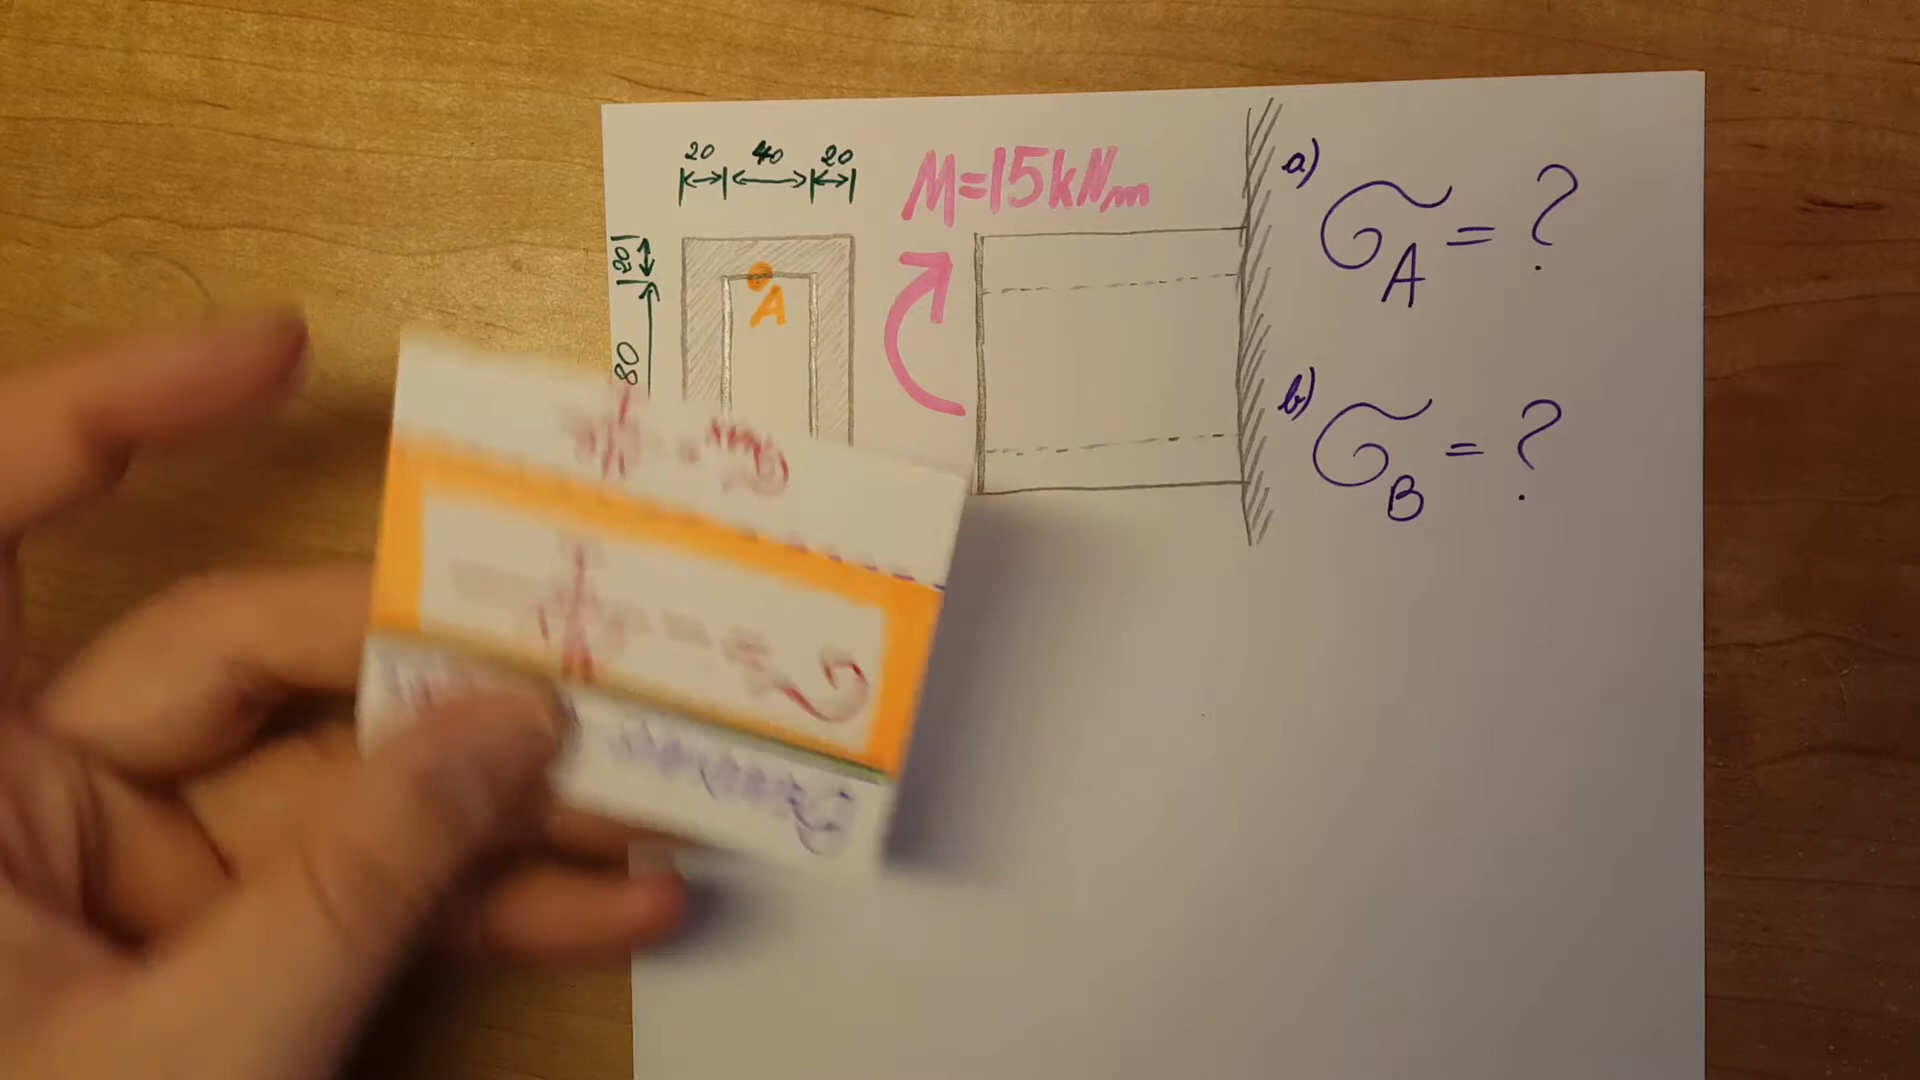 20 40 20
M=15kNm
a)
σA = ?
20
A
80
b)
σB = ?